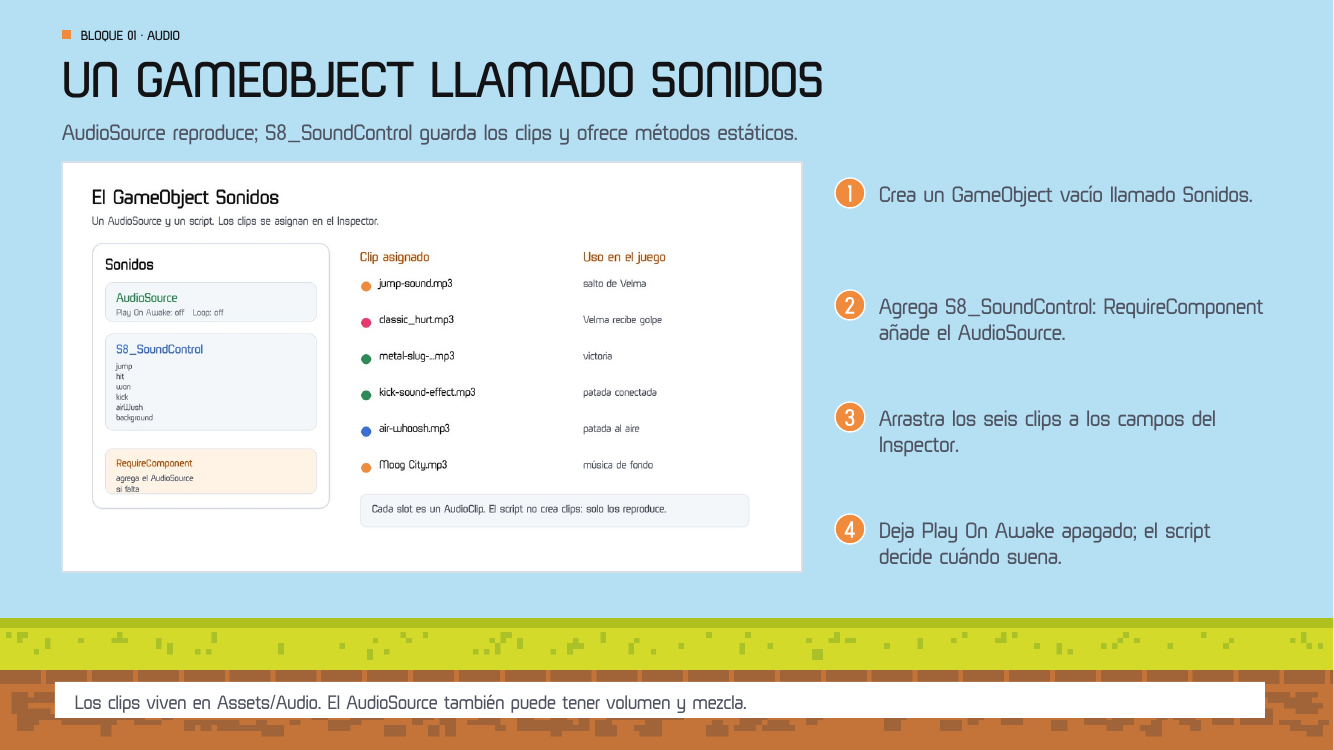 BLOQUE 01 · AUDIO
UN GAMEOBJECT LLAMADO SONIDOS
AudioSource reproduce; S8_SoundControl guarda los clips y ofrece métodos estáticos.
El GameObject Sonidos
Un AudioSource y un script. Los clips se asignan en el Inspector.
Sonidos
AudioSource
Play On Awake: off Loop: off
S8_SoundControl
jump
hit
won
kick
airWush
background
RequireComponent
agrega el AudioSource
si falta
Clip asignado Uso en el juego
jump-sound.mp3 salto de Velma
classic_hurt.mp3 Velma recibe golpe
metal-slug-...mp3 victoria
kick-sound-effect.mp3 patada conectada
air-whoosh.mp3 patada al aire
Moog City.mp3 música de fondo
Cada slot es un AudioClip. El script no crea clips: solo los reproduce.
1 Crea un GameObject vacío llamado Sonidos.
2 Agrega S8_SoundControl: RequireComponent
añade el AudioSource.
3 Arrastra los seis clips a los campos del
Inspector.
4 Deja Play On Awake apagado; el script
decide cuándo suena.
Los clips viven en Assets/Audio. El AudioSource también puede tener volumen y mezcla.